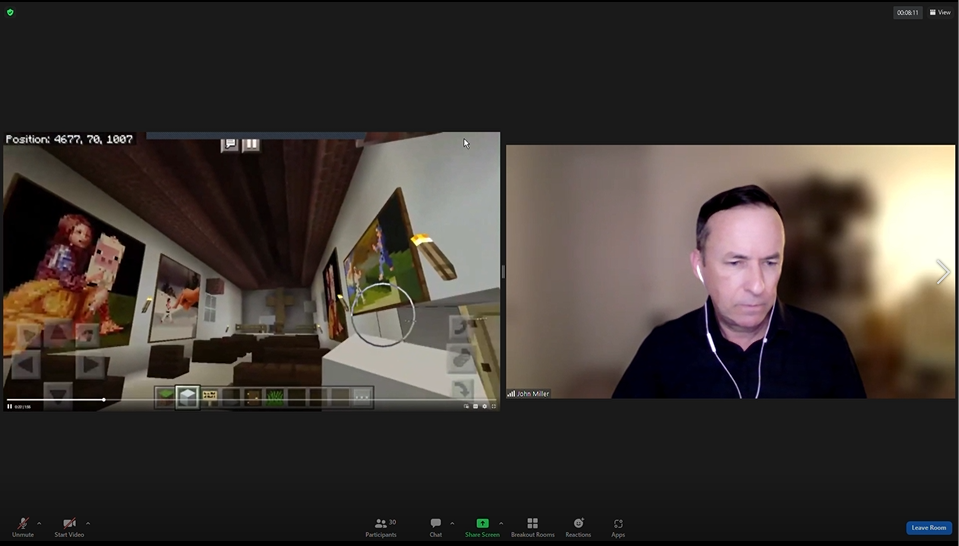 00:08:11
View
Position: 4677, 70, 1007
John Miller
Unmute
Start Video
30
Participants
Chat
Share Screen
Breakout Rooms
Reactions
Apps
Leave Room